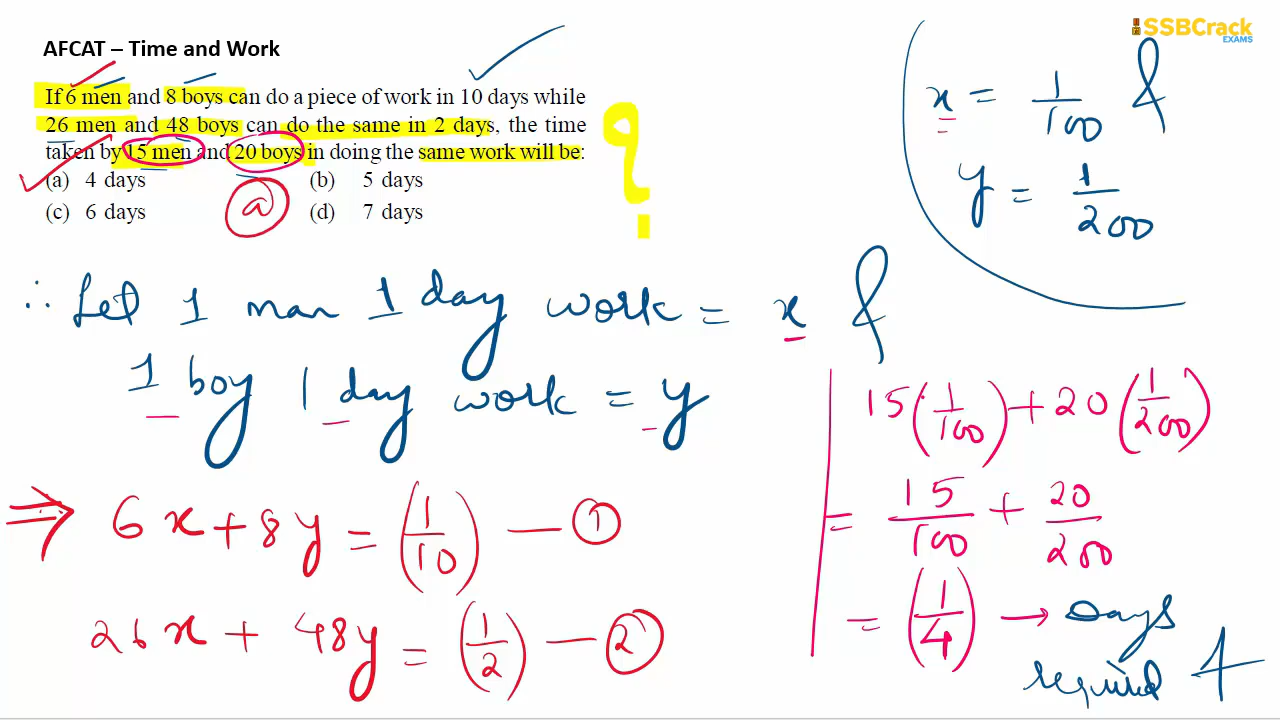 AFCAT – Time and Work
SSBCrack
EXAMS
If 6 men and 8 boys can do a piece of work in 10 days while
26 men and 48 boys can do the same in 2 days, the time
taken by 15 men and 20 boys in doing the same work will be:
(a) 4 days (b) 5 days
(c) 6 days (d) 7 days
a
?
x = 1/100 &
y = 1/200
∴ Let 1 man 1 day work = x &
1 boy 1 day work = y
⇒ 6x + 8y = (1/10) — ①
26x + 48y = (1/2) — ②
15(1/100) + 20(1/200)
= 15/100 + 20/200
= (1/4) → Days
required 4